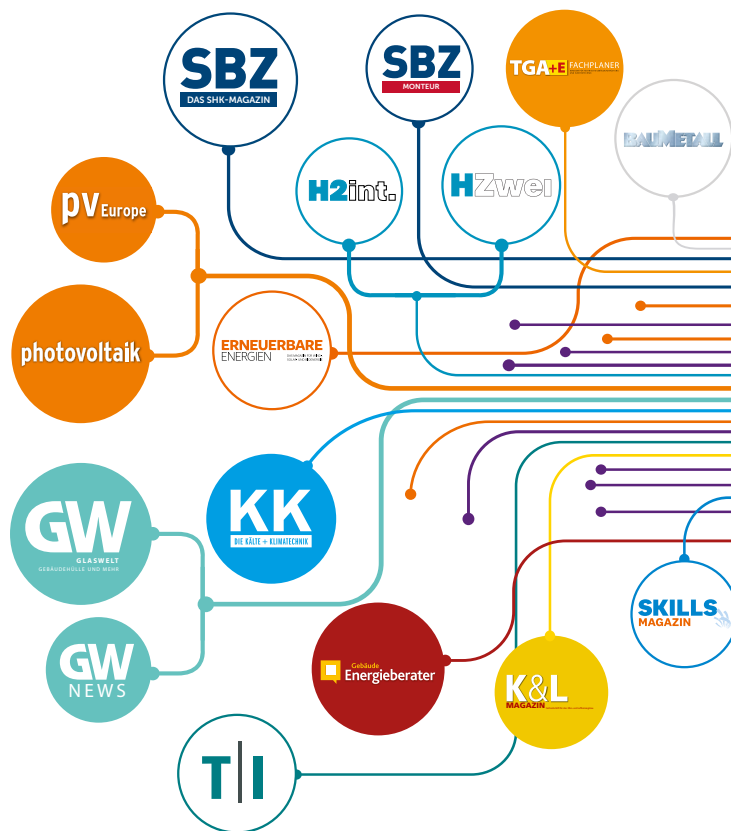 SBZ
DAS SHK-MAGAZIN
SBZ
MONTEUR
TGA+E FACHPLANER
BAUMETALL
H2int.
HZwei
pv Europe
photovoltaik
ERNEUERBARE
ENERGIEN
GW
GLASWELT
GEBÄUDEHÜLLE UND MEHR
KK
DIE KÄLTE + KLIMATECHNIK
GW
NEWS
SKILLS
MAGAZIN
Gebäude
Energieberater
K&L
MAGAZIN
T|I